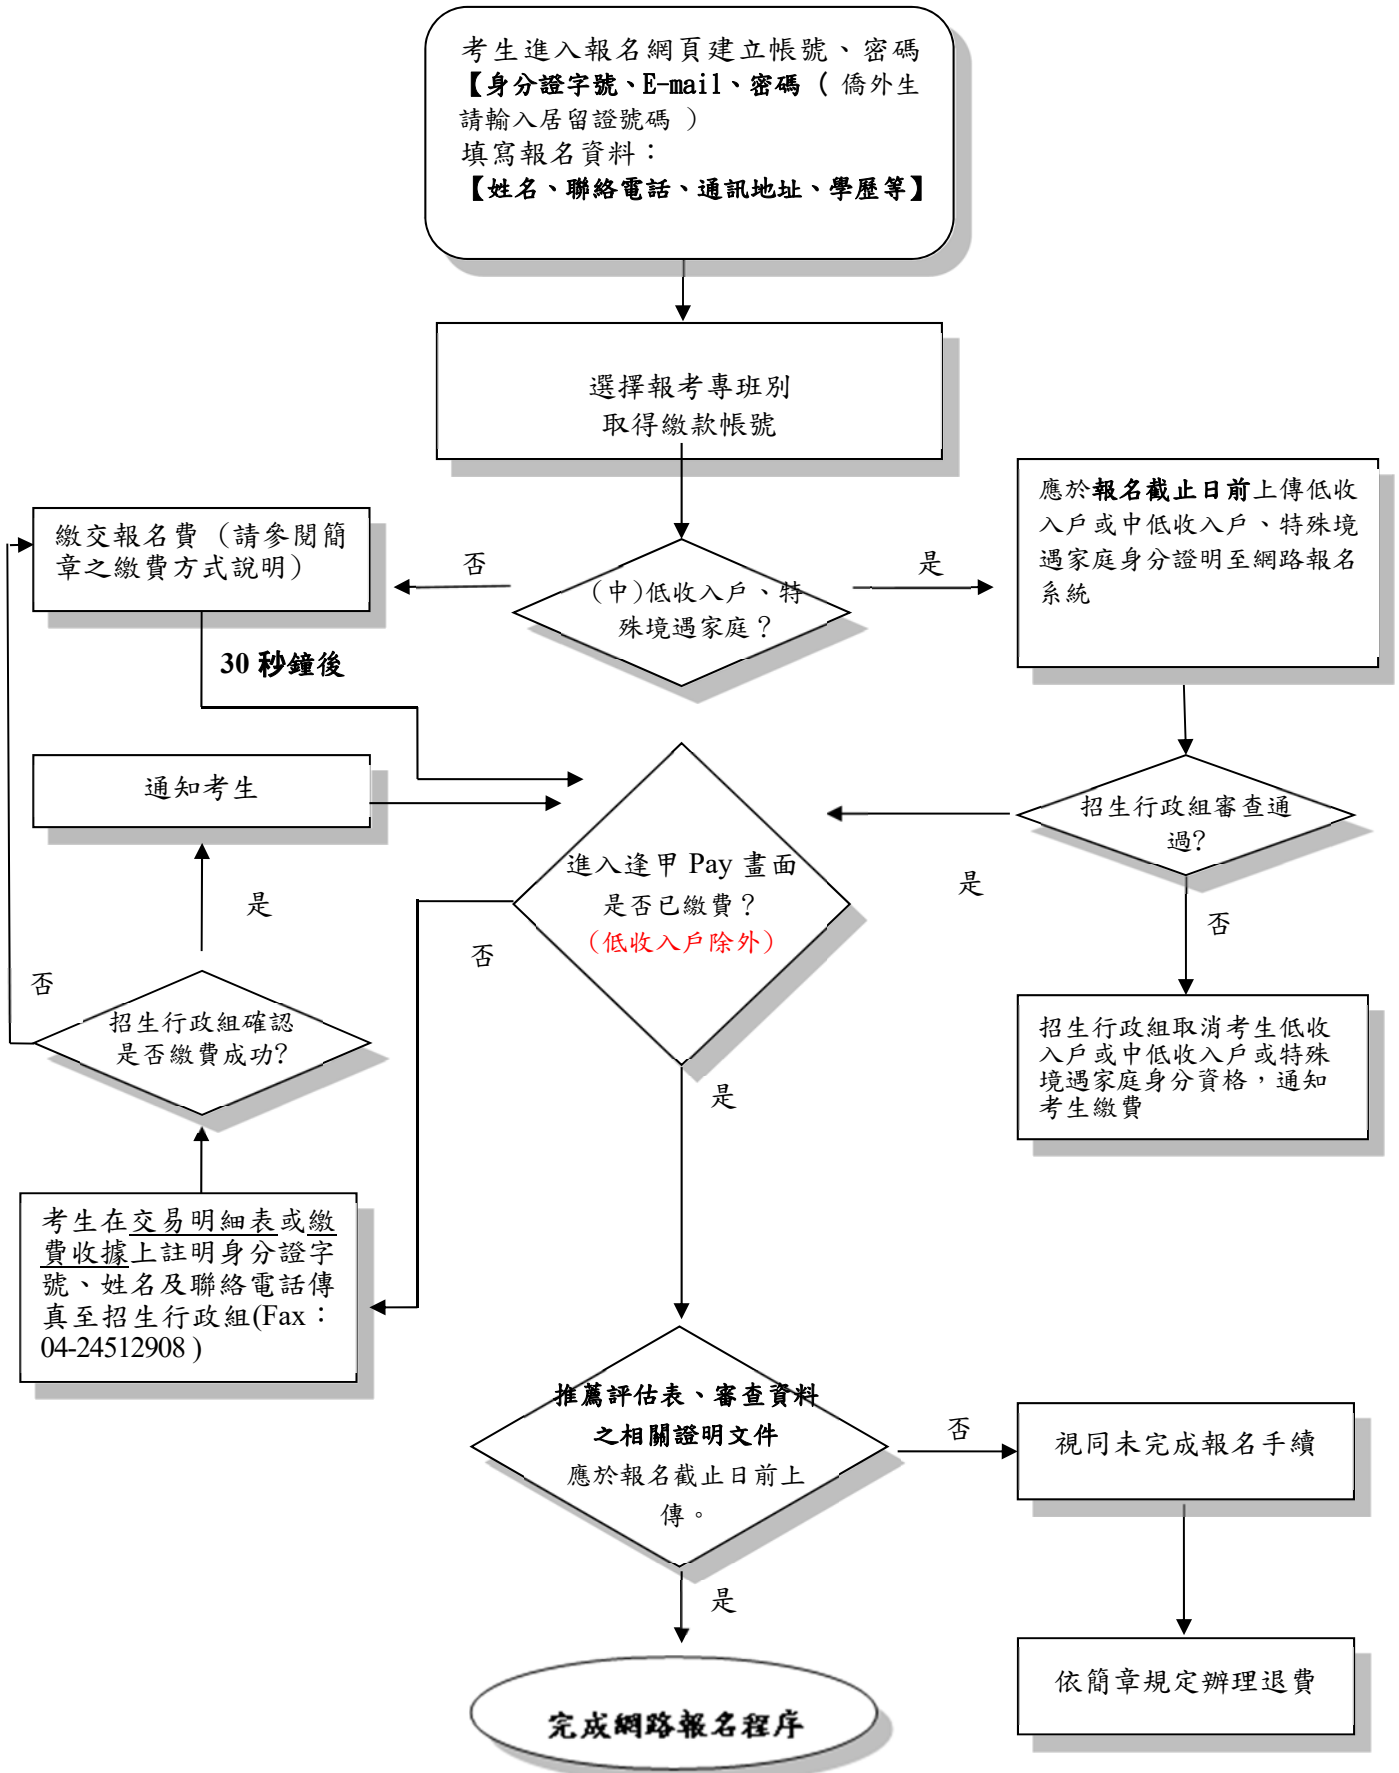 考生進入報名網頁建立帳號、密碼
【身分證字號、E-mail、密碼（僑外生
請輸入居留證號碼 ）
填寫報名資料：
【姓名、聯絡電話、通訊地址、學歷等】
選擇報考專班別
取得繳款帳號
（中）低收入戶、特
殊境遇家庭？
否
是
繳交報名費（請參閱簡
章之繳費方式說明）
30 秒鐘後
應於報名截止日前上傳低收
入戶或中低收入戶、特殊境
遇家庭身分證明至網路報名
系統
通知考生
招生行政組審查通
過?
是
否
進入逢甲 Pay 畫面
是否已繳費？
（低收入戶除外）
否
是
是
否
招生行政組確認
是否繳費成功?
招生行政組取消考生低收
入戶或中低收入戶或特殊
境遇家庭身分資格，通知
考生繳費
考生在交易明細表或繳
費收據上註明身分證字
號、姓名及聯絡電話傳
真至招生行政組(Fax：
04-24512908 )
推薦評估表、審查資料
之相關證明文件
應於報名截止日前上
傳。
否
視同未完成報名手續
是
依簡章規定辦理退費
完成網路報名程序